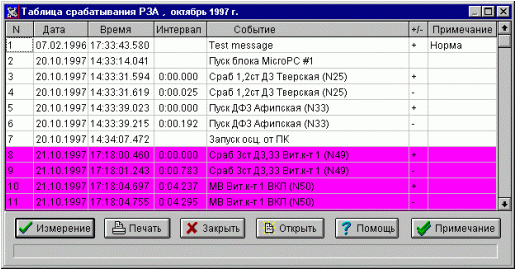 Таблица срабатывания РЗА , октябрь 1997 г.
N Дата Время Интервал Событие +/- Примечание
1 07.02.1996 17:33:43.580 Test message + Норма
2 20.10.1997 14:33:14.041 Пуск блока MicroPC #1
3 20.10.1997 14:33:31.594 0:00.000 Сраб 1,2ст ДЗ Тверская (N25) +
4 20.10.1997 14:33:31.619 0:00.025 Сраб 1,2ст ДЗ Тверская (N25) -
5 20.10.1997 14:33:39.023 0:00.000 Пуск ДФЗ Афипская (N33) +
6 20.10.1997 14:33:39.215 0:00.192 Пуск ДФЗ Афипская (N33) -
7 20.10.1997 14:34:07.472 Запуск осц. от ПК
8 21.10.1997 17:18:00.460 0:00.000 Сраб 3ст ДЗ,ЗЗ Вит.к-т 1 (N49) +
9 21.10.1997 17:18:01.243 0:00.783 Сраб 3ст ДЗ,ЗЗ Вит.к-т 1 (N49) -
10 21.10.1997 17:18:04.697 0:04.237 МВ Вит.к-т 1 ВКЛ (N50) +
11 21.10.1997 17:18:04.755 0:04.295 МВ Вит.к-т 1 ВКЛ (N50) -
Измерение Печать Закрыть Открыть Помощь Примечание